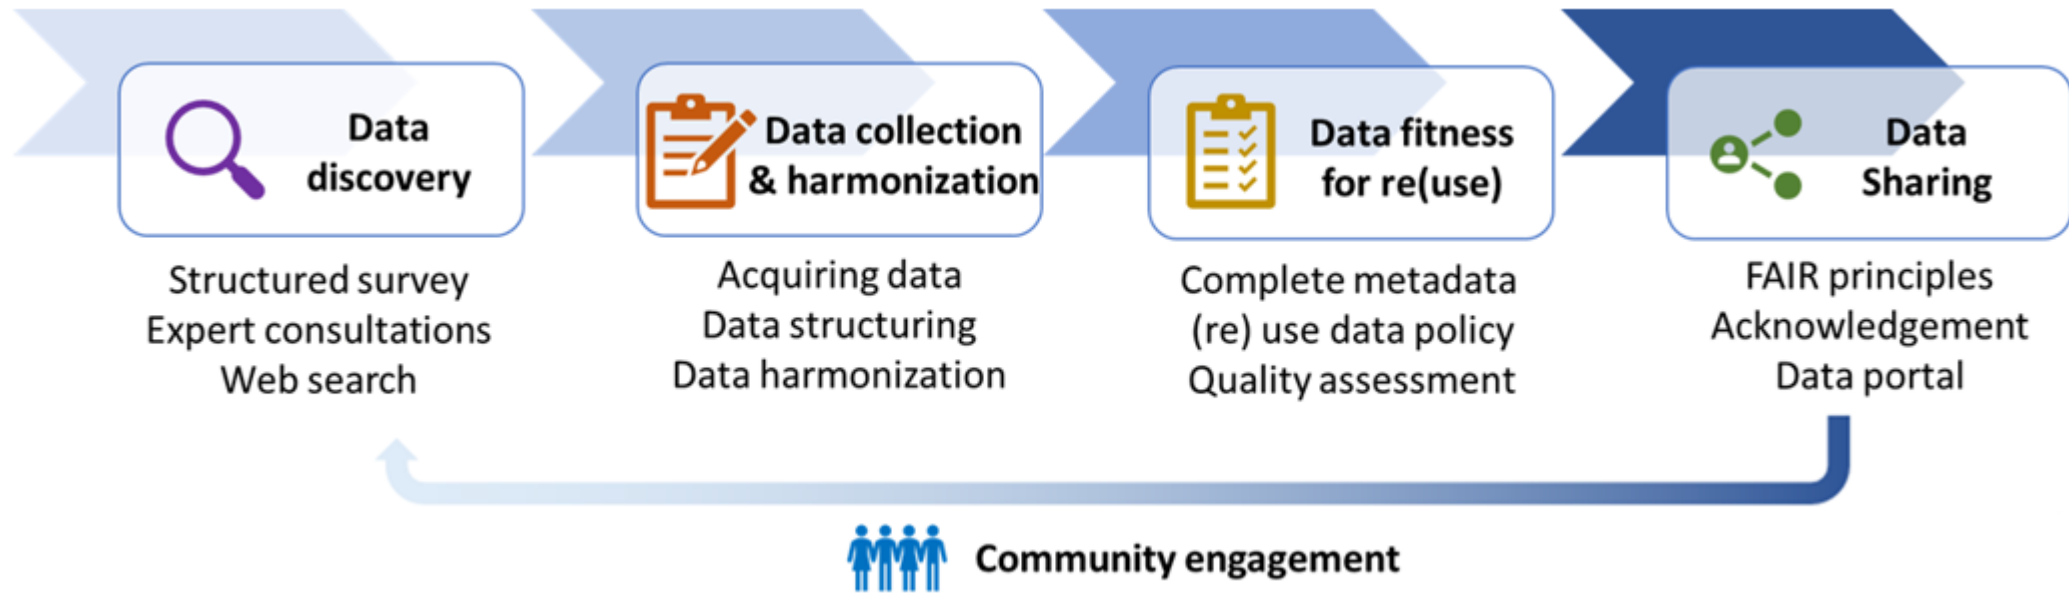 Data
discovery
Structured survey
Expert consultations
Web search
Data collection
& harmonization
Acquiring data
Data structuring
Data harmonization
Data fitness
for re(use)
Complete metadata
(re) use data policy
Quality assessment
Data
Sharing
FAIR principles
Acknowledgement
Data portal
Community engagement